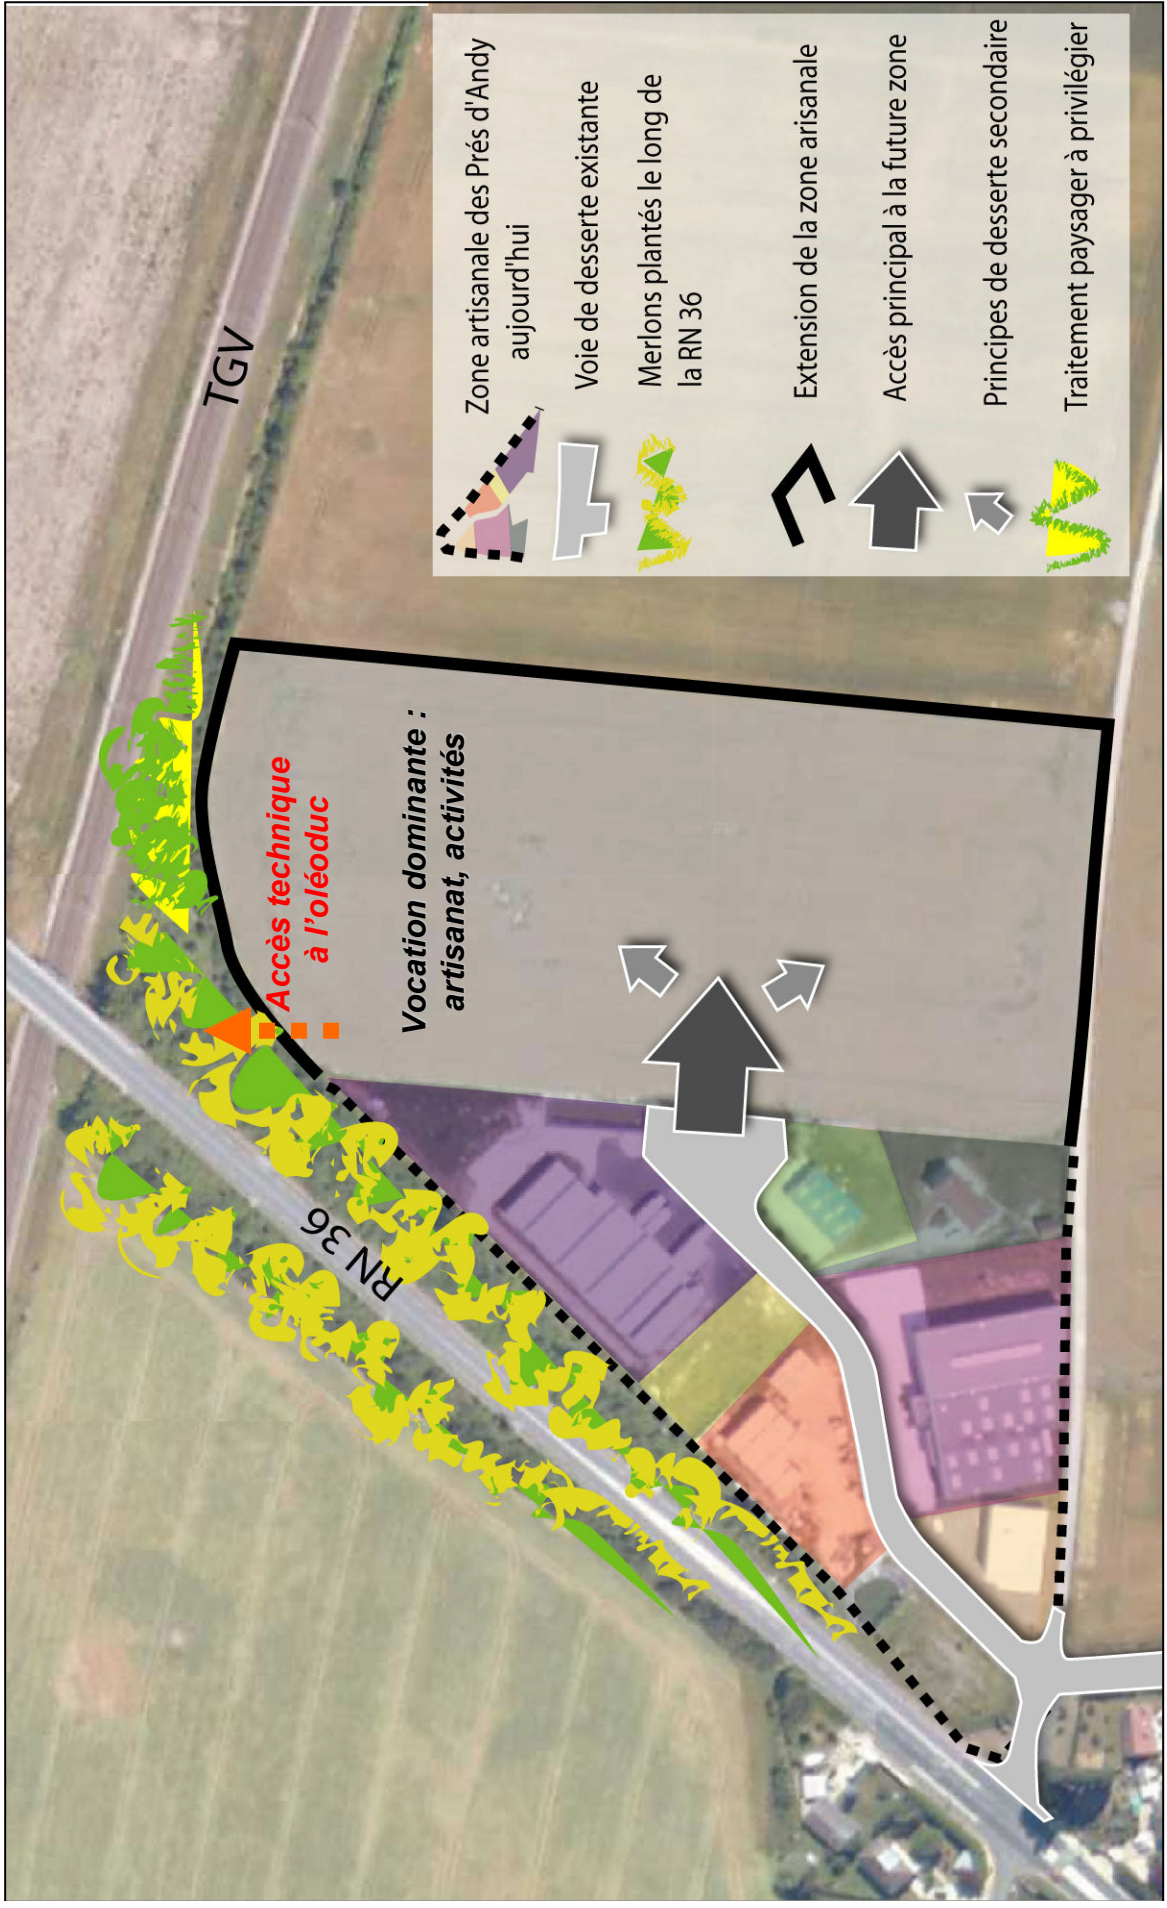 TGV
RN 36
Accès technique
à l'oléoduc
Vocation dominante :
artisanat, activités
Zone artisanale des Prés d'Andy
aujourd'hui
Voie de desserte existante
Merlons plantés le long de
la RN 36
Extension de la zone arisanale
Accès principal à la future zone
Principes de desserte secondaire
Traitement paysager à privilégier